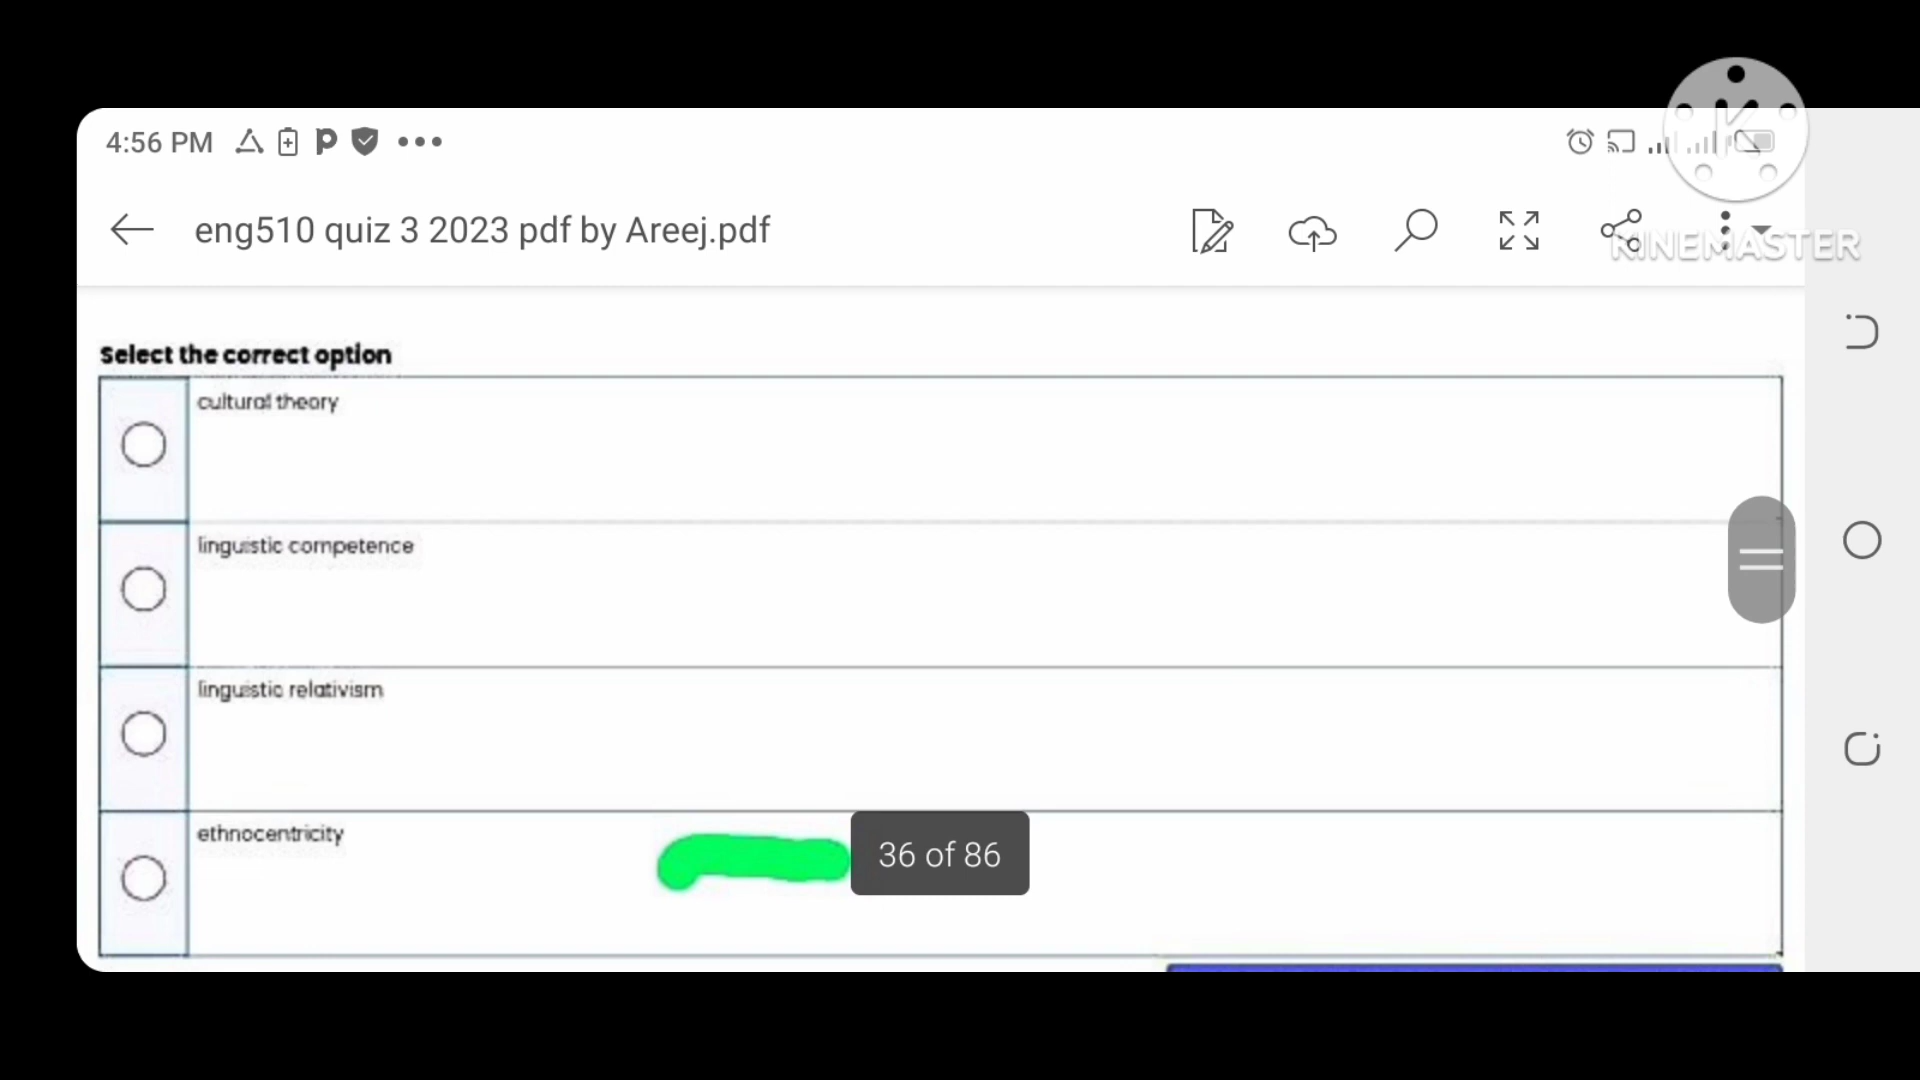 4:56 PM
eng510 quiz 3 2023 pdf by Areej.pdf
KINEMASTER
Select the correct option
cultural theory
linguistic competence
linguistic relativism
ethnocentricity
36 of 86